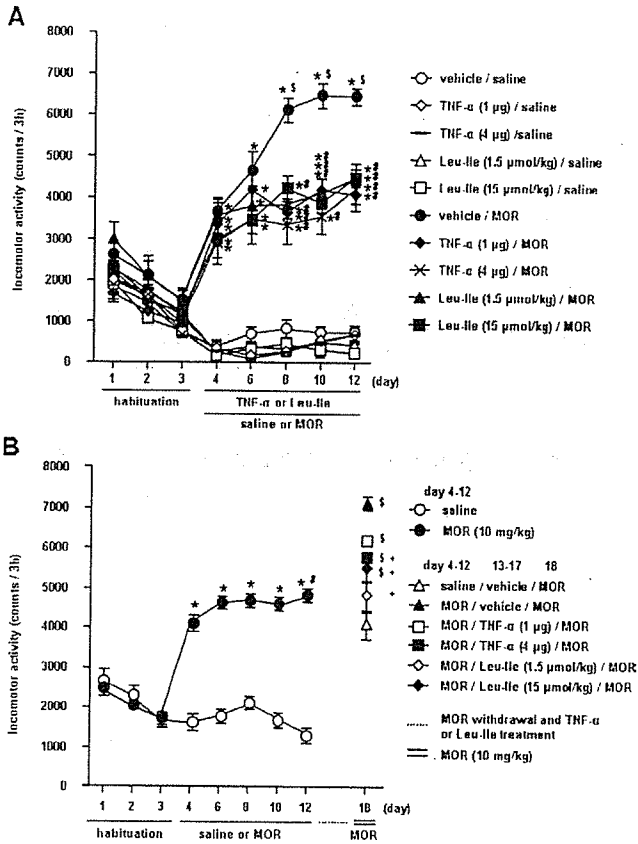 A
8000
7000
6000
5000
4000
3000
2000
1000
0
lncomotor activity (counts / 3h)
* $
* $
* $
1 2 3 4 6 8 10 12 (day)
habituation
TNF-α or Leu-Ile
saline or MOR
vehicle / saline
TNF-α (1 µg) / saline
TNF-α (4 µg) /saline
Leu-Ile (1.5 µmol/kg) / saline
Leu-Ile (15 µmol/kg) / saline
vehicle / MOR
TNF-α (1 µg) / MOR
TNF-α (4 µg) / MOR
Leu-Ile (1.5 µmol/kg) / MOR
Leu-Ile (15 µmol/kg) / MOR
B
8000
7000
6000
5000
4000
3000
2000
1000
0
lncomotor activity (counts / 3h)
* * * * * #
$
$
$ +
$ +
+
1 2 3 4 6 8 10 12 18 (day)
habituation
saline or MOR
MOR
day 4-12
saline
MOR (10 mg/kg)
day 4-12 13-17 18
saline / vehicle / MOR
MOR / vehicle / MOR
MOR / TNF-α (1 µg) / MOR
MOR / TNF-α (4 µg) / MOR
MOR / Leu-Ile (1.5 µmol/kg) / MOR
MOR / Leu-Ile (15 µmol/kg) / MOR
MOR withdrawal and TNF-α
or Leu-Ile treatment
MOR (10 mg/kg)